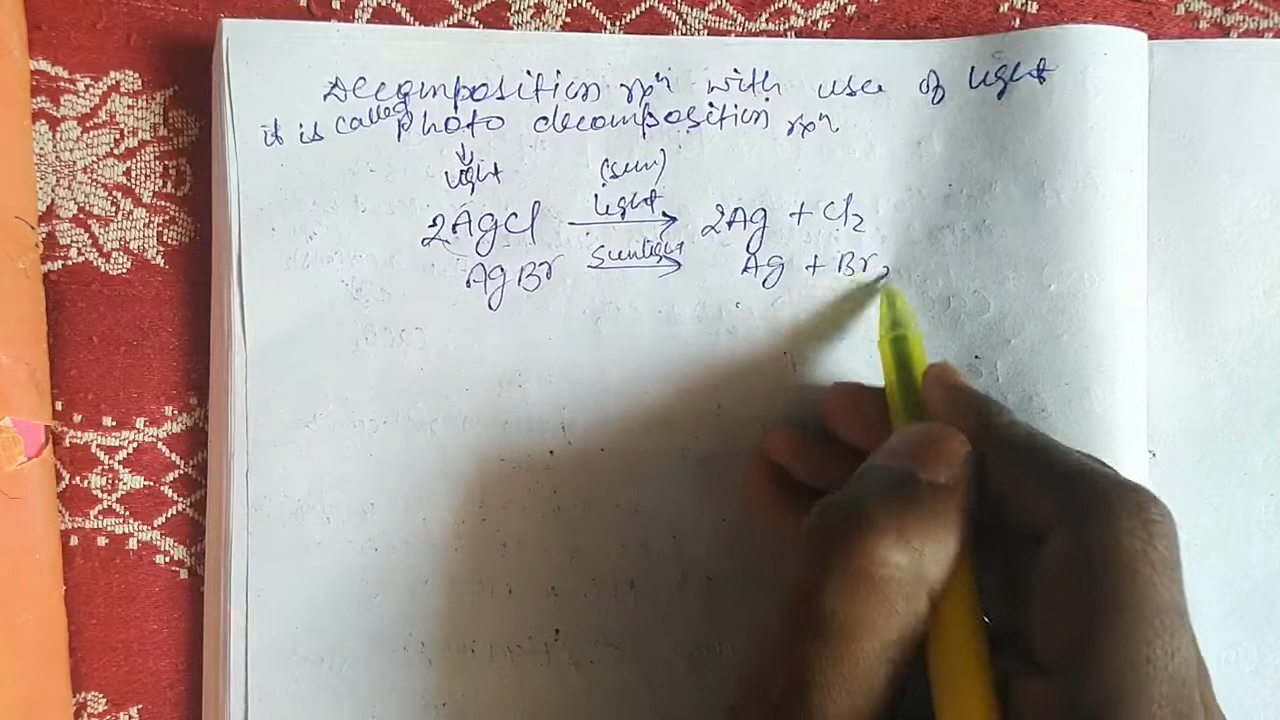 Decomposition rxⁿ with use of light
it is called photo decomposition rxⁿ
↓
light
(sun)
light
2AgCl → 2Ag + Cl₂
sunlight
AgBr → Ag + Br₂